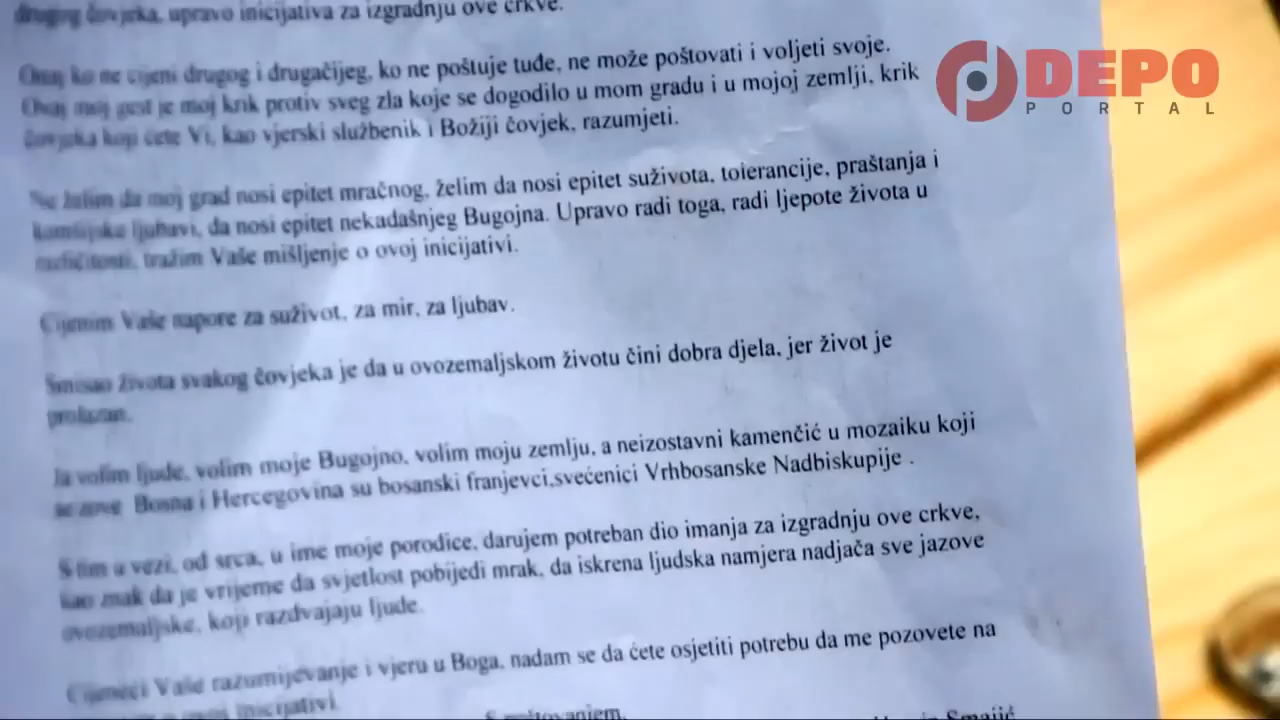 drugog čovjeka, upravo inicijativa za izgradnju ove crkve.
Onaj ko ne cijeni drugog i drugačijeg, ko ne poštuje tuđe, ne može poštovati i voljeti svoje.
Ovaj moj gest je moj krik protiv sveg zla koje se dogodilo u mom gradu i u mojoj zemlji, krik
čovjeka koji ćete Vi, kao vjerski službenik i Božiji čovjek, razumjeti.
Ne želim da moj grad nosi epitet mračnog, želim da nosi epitet suživota, tolerancije, praštanja i
komšijske ljubavi, da nosi epitet nekadašnjeg Bugojna. Upravo radi toga, radi ljepote života u
različitosti, tražim Vaše mišljenje o ovoj inicijativi.
Cijenim Vaše napore za suživot, za mir, za ljubav.
Smisao života svakog čovjeka je da u ovozemaljskom životu čini dobra djela, jer život je
prolazan.
Ja volim ljude, volim moje Bugojno, volim moju zemlju, a neizostavni kamenčić u mozaiku koji
se zove Bosna i Hercegovina su bosanski franjevci,svećenici Vrhbosanske Nadbiskupije .
S tim u vezi, od srca, u ime moje porodice, darujem potreban dio imanja za izgradnju ove crkve,
kao znak da je vrijeme da svjetlost pobijedi mrak, da iskrena ljudska namjera nadjača sve jazove
ovozemaljske, koji razdvajaju ljude.
Cijeneći Vaše razumijevanje i vjeru u Boga, nadam se da ćete osjetiti potrebu da me pozovete na
inicijativi.
S poštovanjem,
Smajić
DEPO
PORTAL